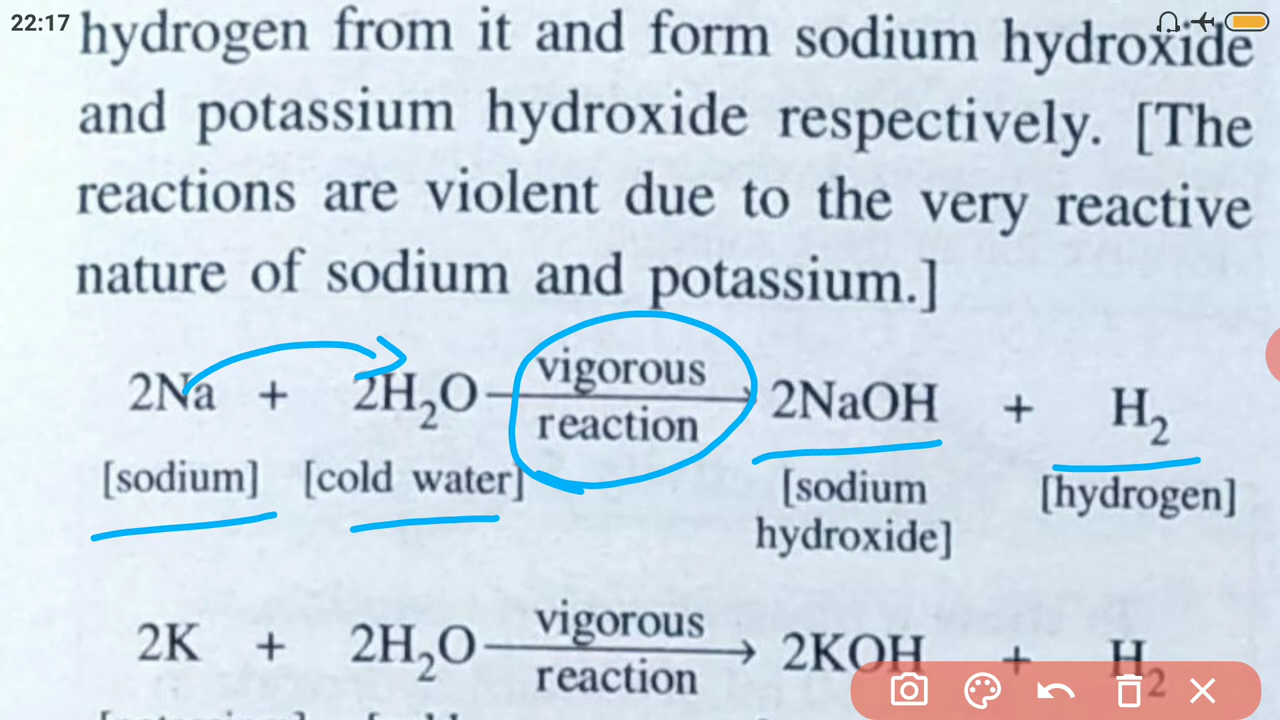 22:17
hydrogen from it and form sodium hydroxide
and potassium hydroxide respectively. [The
reactions are violent due to the very reactive
nature of sodium and potassium.]
2Na + 2H₂O vigorous reaction → 2NaOH + H₂
[sodium] [cold water] [sodium hydroxide] [hydrogen]
2K + 2H₂O vigorous reaction → 2KOH + H₂